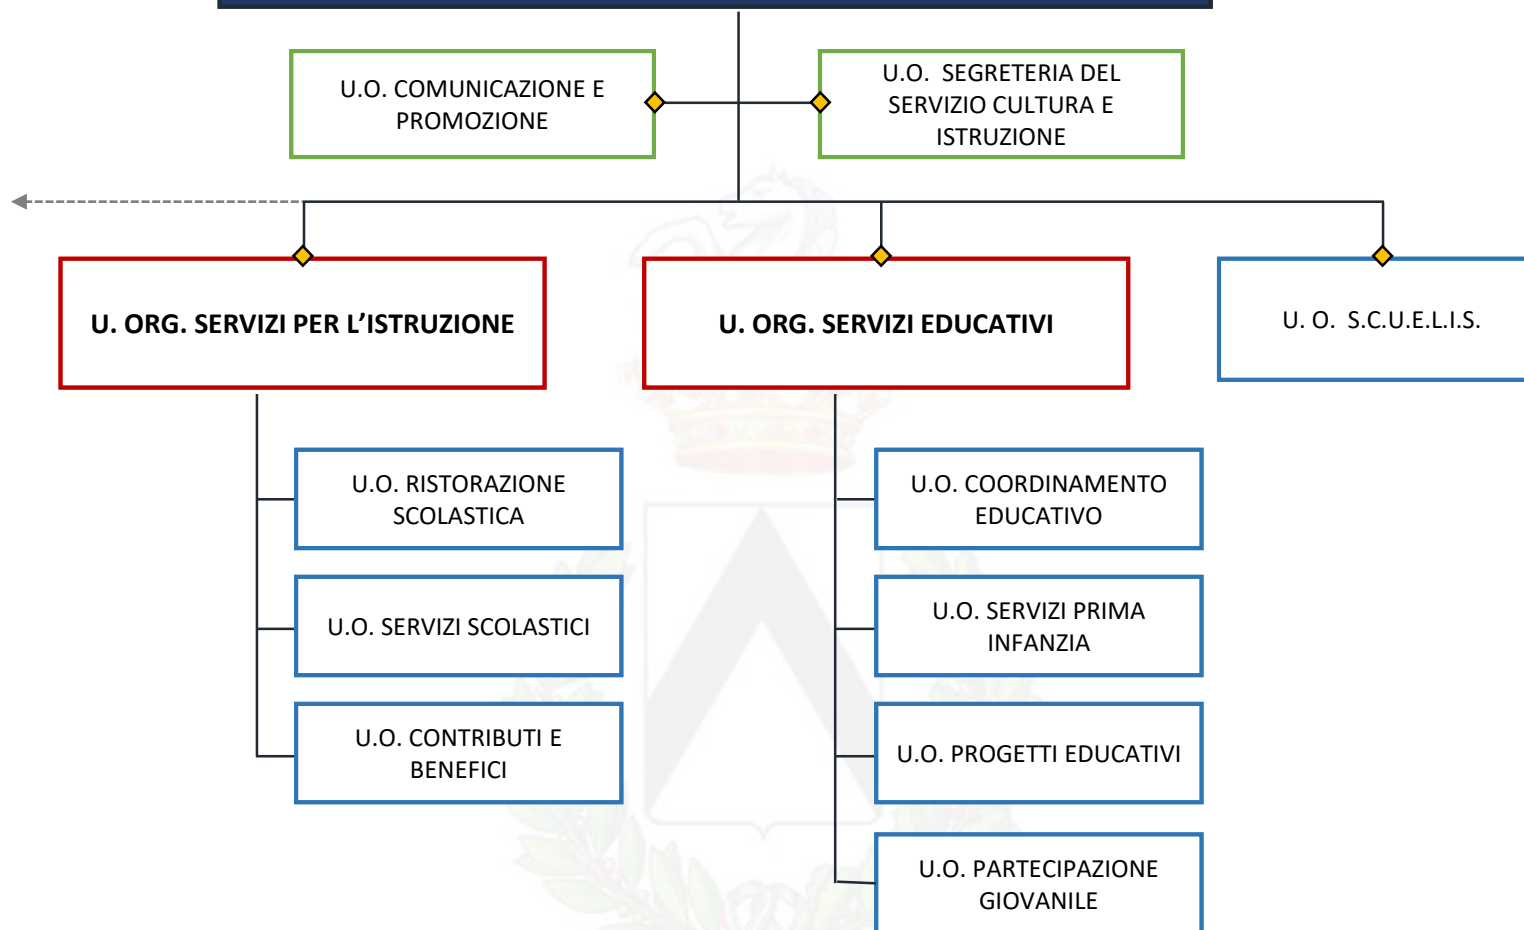 U.O. COMUNICAZIONE E
PROMOZIONE
U.O. SEGRETERIA DEL
SERVIZIO CULTURA E
ISTRUZIONE
U. ORG. SERVIZI PER L’ISTRUZIONE
U. ORG. SERVIZI EDUCATIVI
U. O. S.C.U.E.L.I.S.
U.O. RISTORAZIONE
SCOLASTICA
U.O. SERVIZI SCOLASTICI
U.O. CONTRIBUTI E
BENEFICI
U.O. COORDINAMENTO
EDUCATIVO
U.O. SERVIZI PRIMA
INFANZIA
U.O. PROGETTI EDUCATIVI
U.O. PARTECIPAZIONE
GIOVANILE